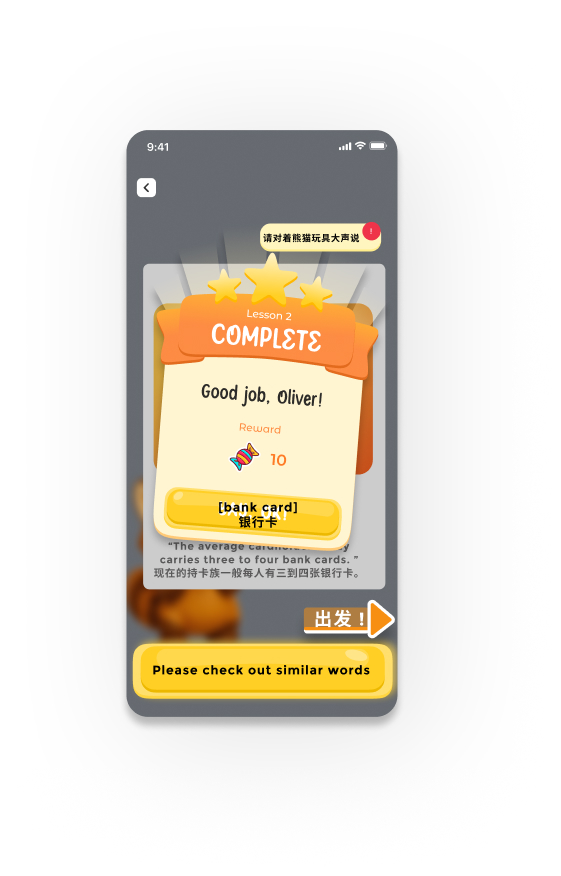 9:41
请对着熊猫玩具大声说
!
Lesson 2
COMPLETE
Good job, Oliver!
Reward
10
[bank card]
银行卡
“The average
carries three to four bank cards. ”
现在的持卡族一般每人有三到四张银行卡。
出发!
Please check out similar words